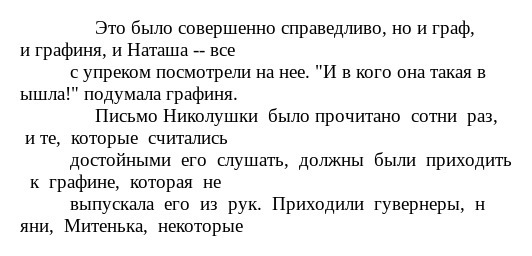 Это было совершенно справедливо, но и граф,
и графиня, и Наташа -- все
с упреком посмотрели на нее. "И в кого она такая в
ышла!" подумала графиня.
Письмо Николушки было прочитано сотни раз,
и те, которые считались
достойными его слушать, должны были приходить
к графине, которая не
выпускала его из рук. Приходили гувернеры, н
яни, Митенька, некоторые